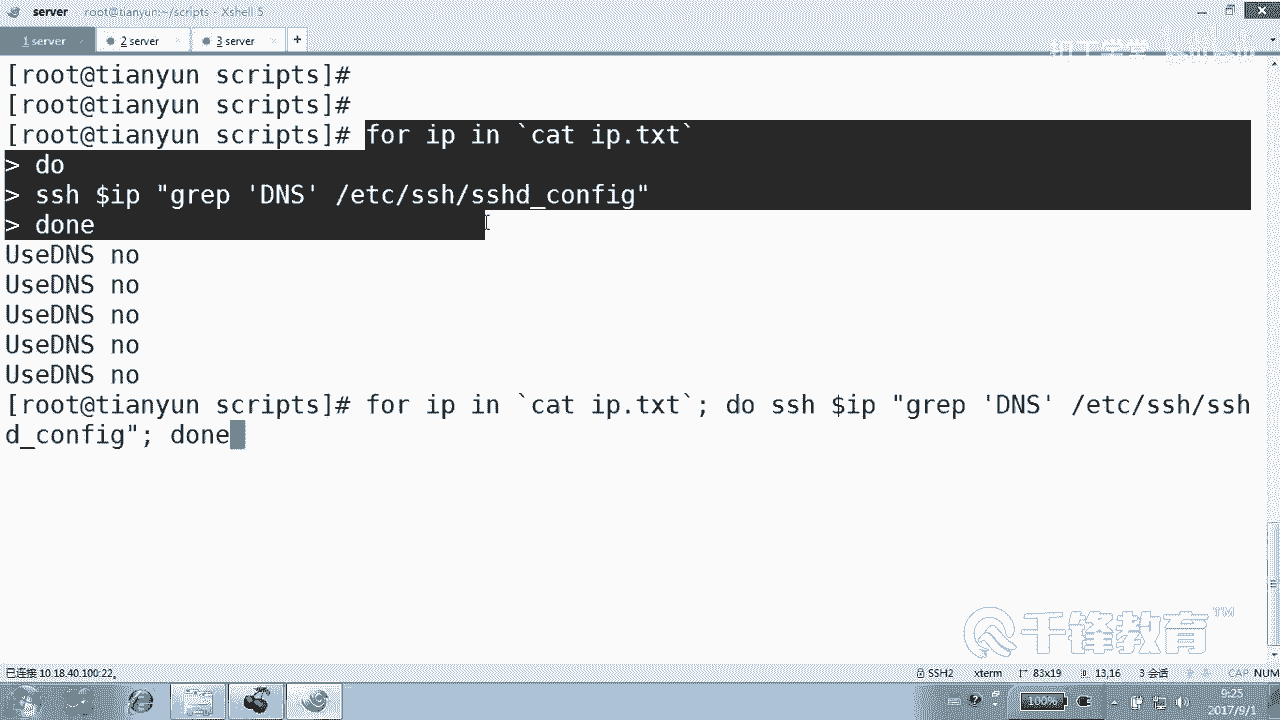 server root@tianyun:~/scripts - Xshell 5
1 server 2 server 3 server +
[root@tianyun scripts]#
[root@tianyun scripts]#
[root@tianyun scripts]# for ip in `cat ip.txt`
> do
> ssh $ip "grep 'DNS' /etc/ssh/sshd_config"
> done
UseDNS no
UseDNS no
UseDNS no
UseDNS no
UseDNS no
[root@tianyun scripts]# for ip in `cat ip.txt`; do ssh $ip "grep 'DNS' /etc/ssh/ssh
d_config"; done
千锋教育™
已连接 10.18.40.100:22。 SSH2 xterm 83x19 13,16 3 会话 CAP NUM
100% 9:25
2017/9/1